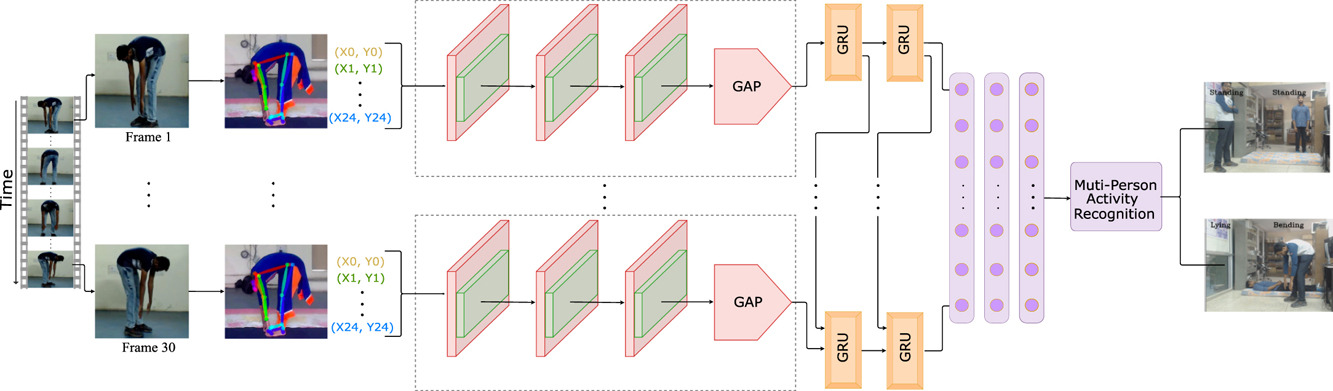 Time
Frame 1
(X0, Y0)
(X1, Y1)
(X24, Y24)
GAP
GRU
GRU
Frame 30
(X0, Y0)
(X1, Y1)
(X24, Y24)
GAP
GRU
GRU
Muti-Person
Activity
Recognition
Standing Standing
Lying Bending